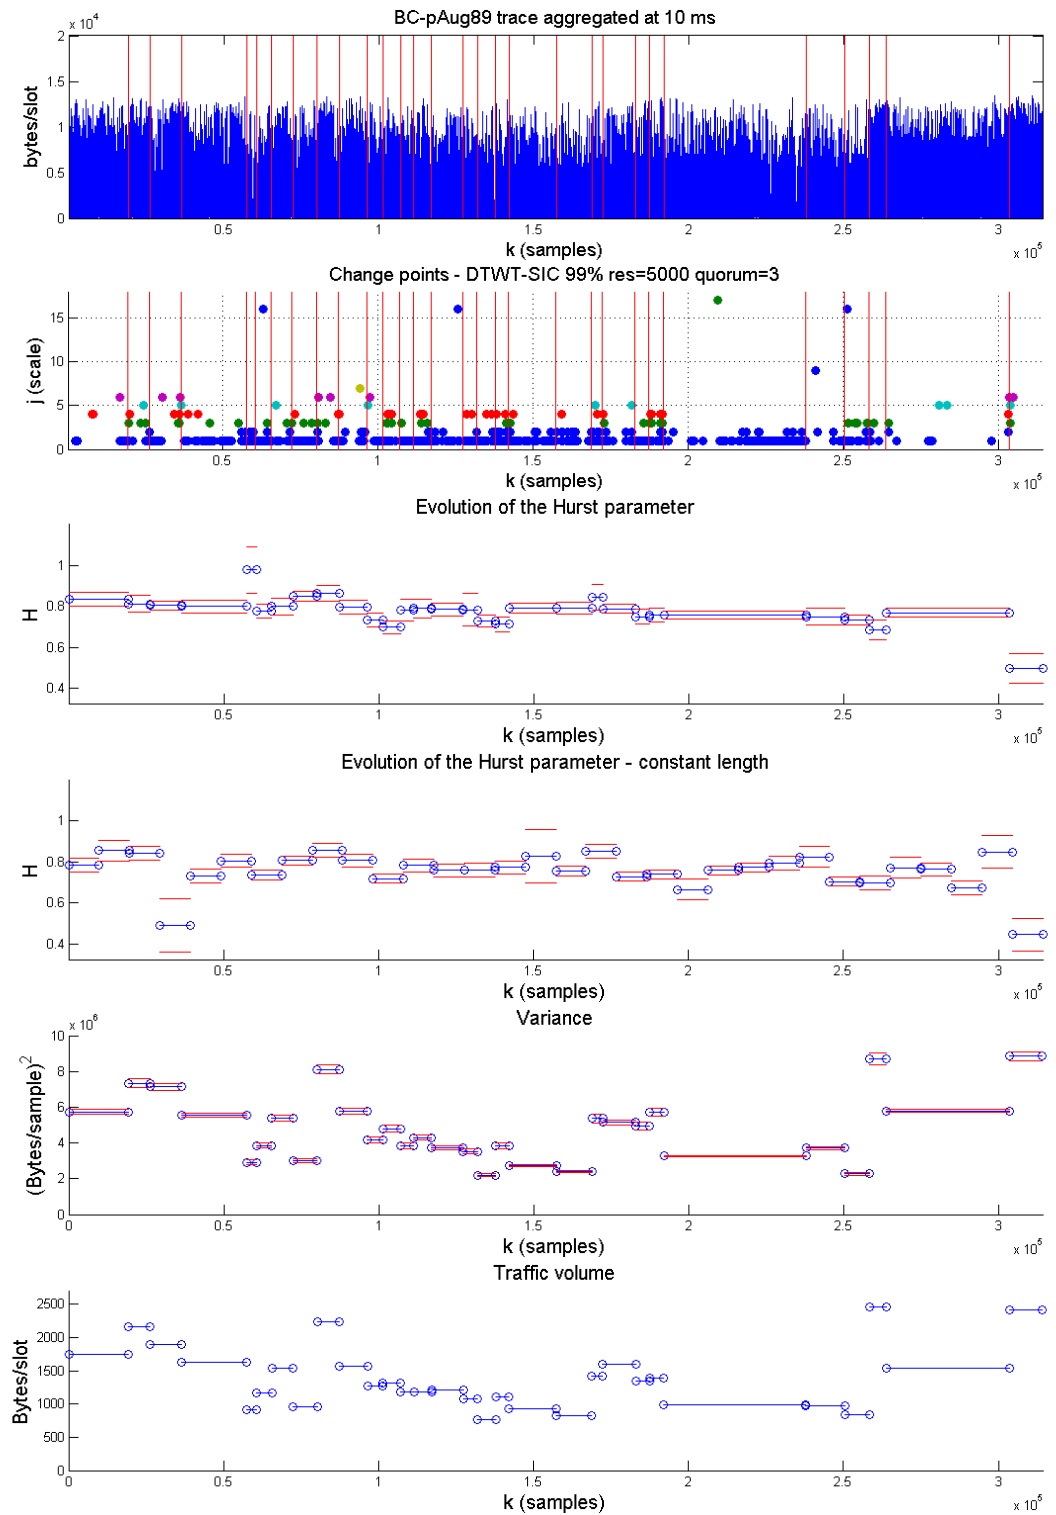 BC-pAug89 trace aggregated at 10 ms
x 10^4
2
1.5
1
0.5
0
bytes/slot
0.5 1 1.5 2 2.5 3
k (samples)
x 10^5
Change points - DTWT-SIC 99% res=5000 quorum=3
15
10
5
0
j (scale)
0.5 1 1.5 2 2.5 3
k (samples)
x 10^5
Evolution of the Hurst parameter
1
0.8
0.6
0.4
H
0.5 1 1.5 2 2.5 3
k (samples)
x 10^5
Evolution of the Hurst parameter - constant length
1
0.8
0.6
0.4
H
0.5 1 1.5 2 2.5 3
k (samples)
x 10^5
Variance
x 10^6
10
8
6
4
2
0
(Bytes/sample)^2
0 0.5 1 1.5 2 2.5 3
k (samples)
x 10^5
Traffic volume
2500
2000
1500
1000
500
0
Bytes/slot
0 0.5 1 1.5 2 2.5 3
k (samples)
x 10^5